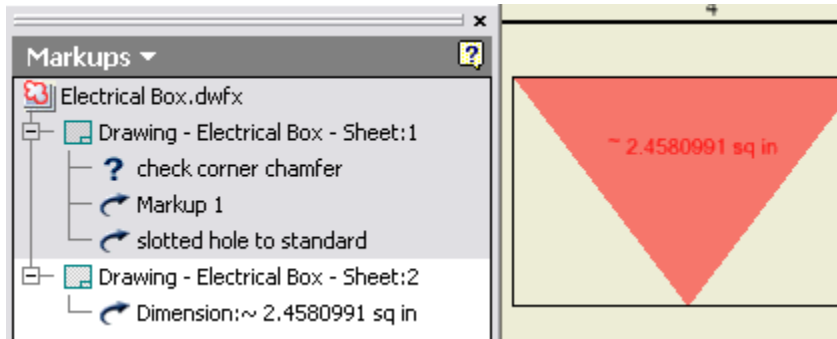 Markups
Electrical Box.dwfx
Drawing - Electrical Box - Sheet:1
check corner chamfer
Markup 1
slotted hole to standard
Drawing - Electrical Box - Sheet:2
Dimension:~ 2.4580991 sq in
4
~ 2.4580991 sq in